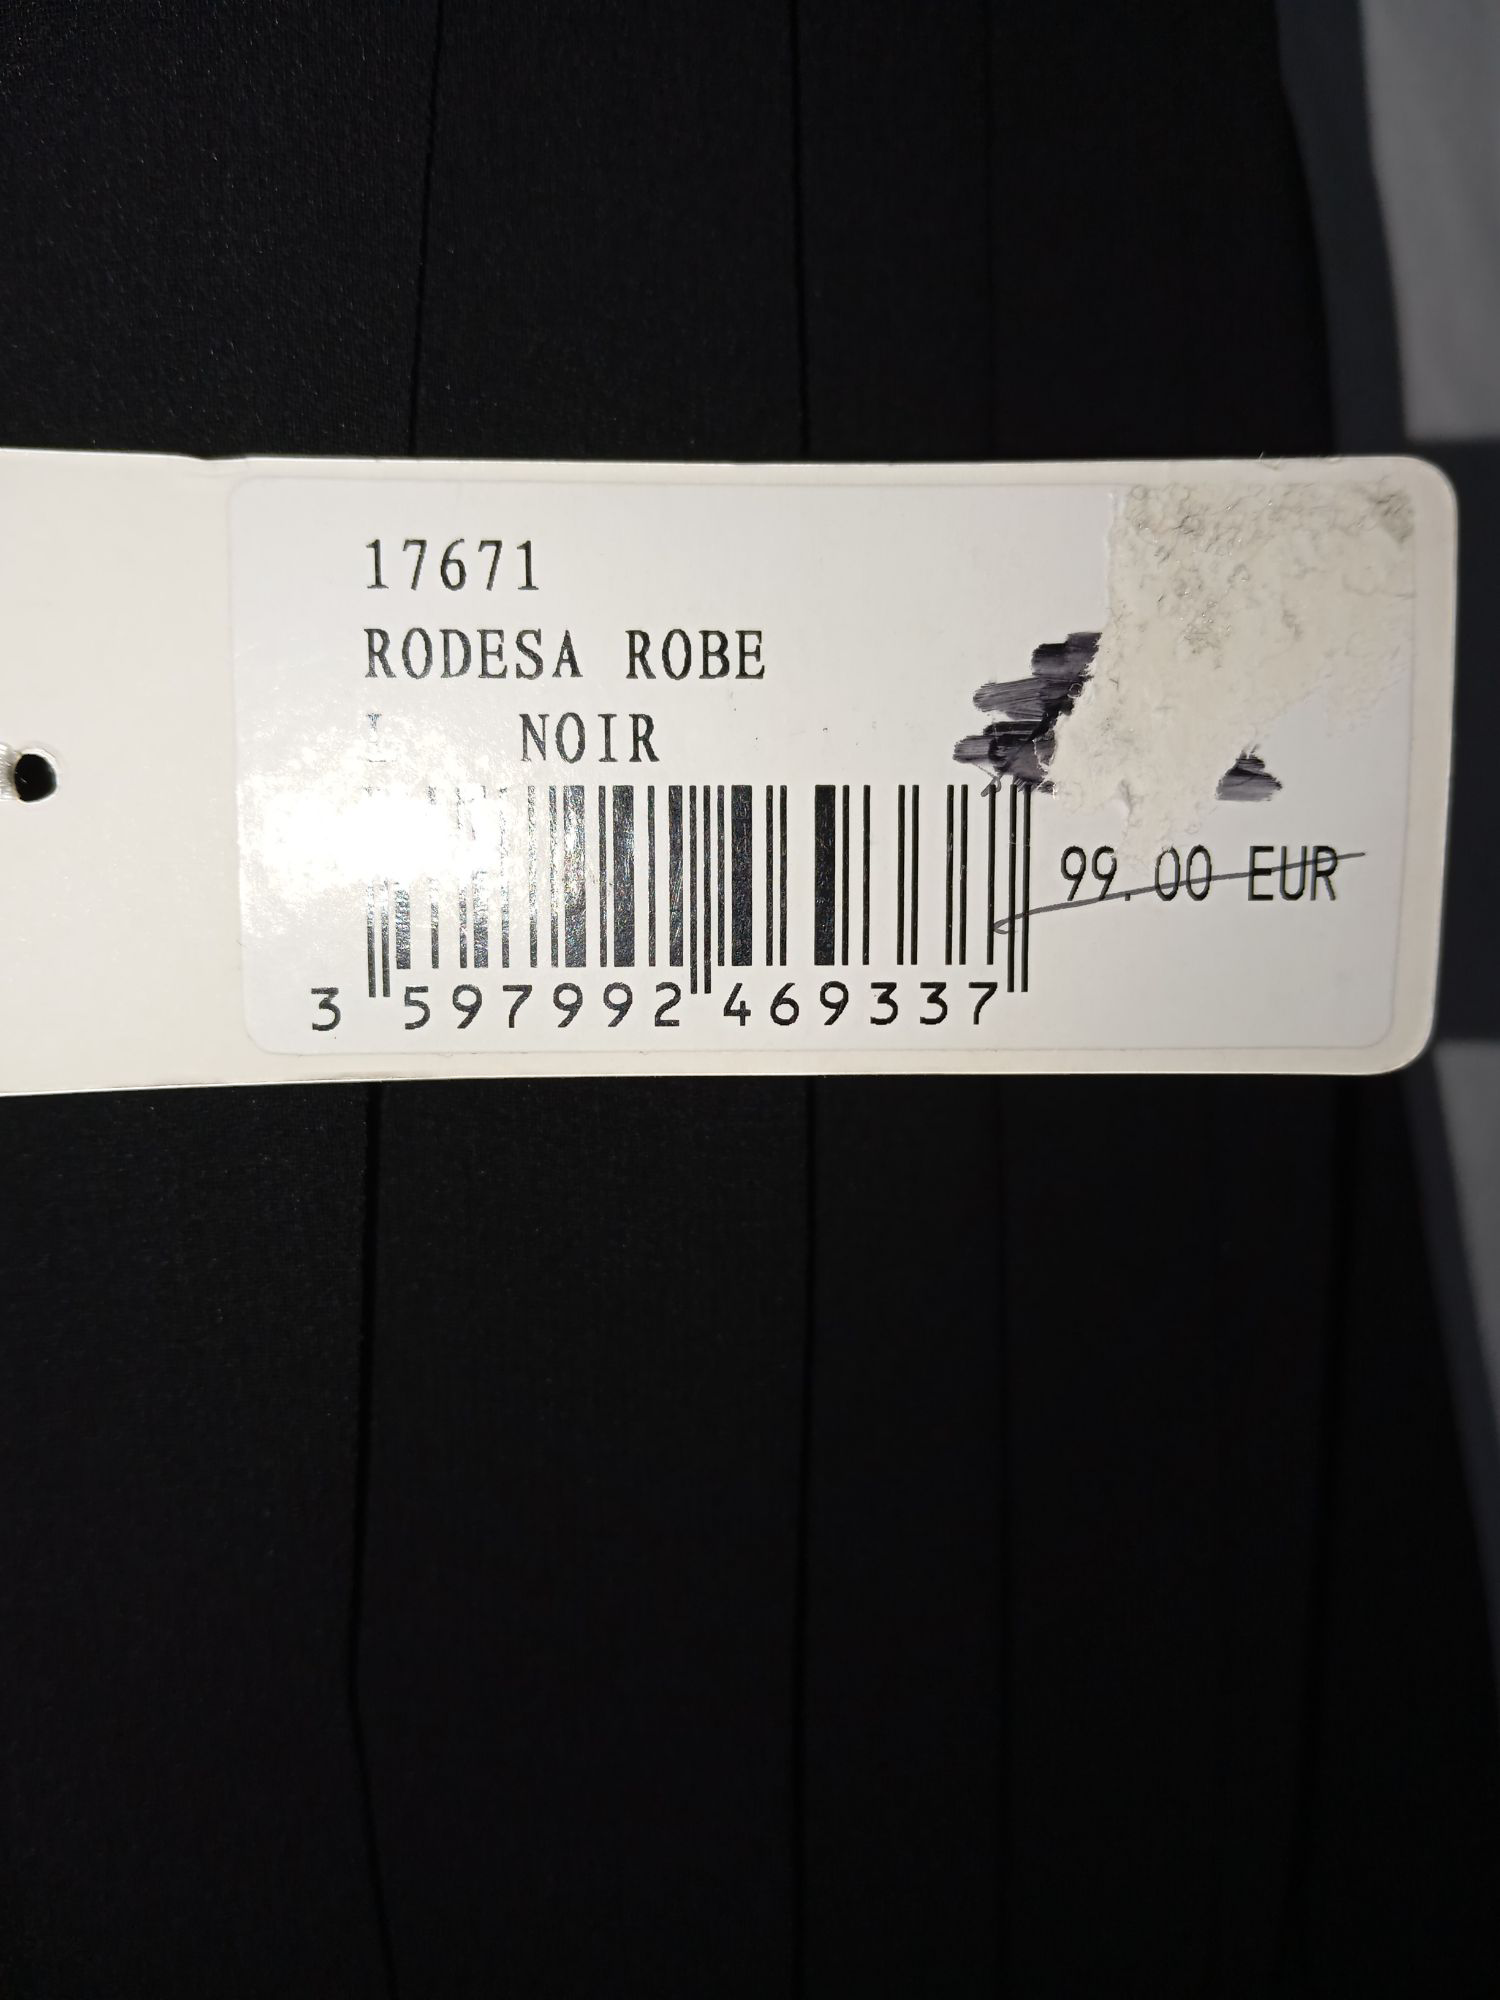 17671
RODESA ROBE
L NOIR
99.00 EUR
3 597992 469337